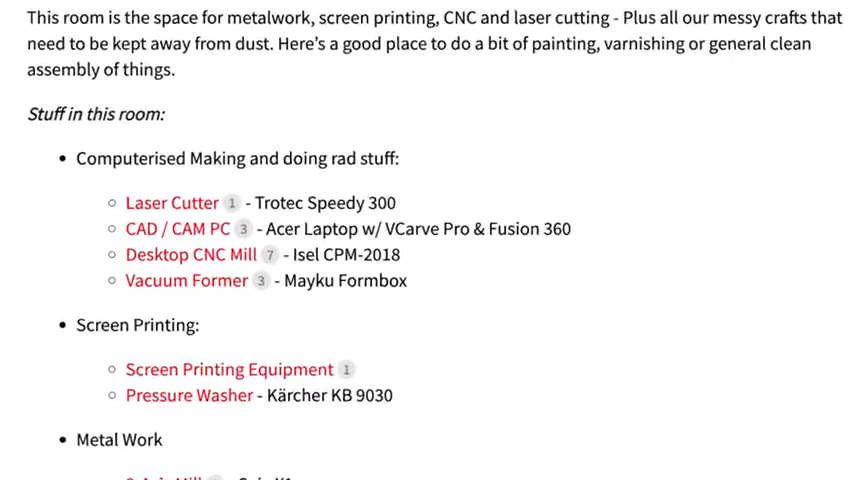 This room is the space for metalwork, screen printing, CNC and laser cutting - Plus all our messy crafts that
need to be kept away from dust. Here's a good place to do a bit of painting, varnishing or general clean
assembly of things.
Stuff in this room:
• Computerised Making and doing rad stuff:
○ Laser Cutter 1 - Trotec Speedy 300
○ CAD / CAM PC 3 - Acer Laptop w/ VCarve Pro & Fusion 360
○ Desktop CNC Mill 7 - Isel CPM-2018
○ Vacuum Former 3 - Mayku Formbox
• Screen Printing:
○ Screen Printing Equipment 1
○ Pressure Washer - Kärcher KB 9030
• Metal Work